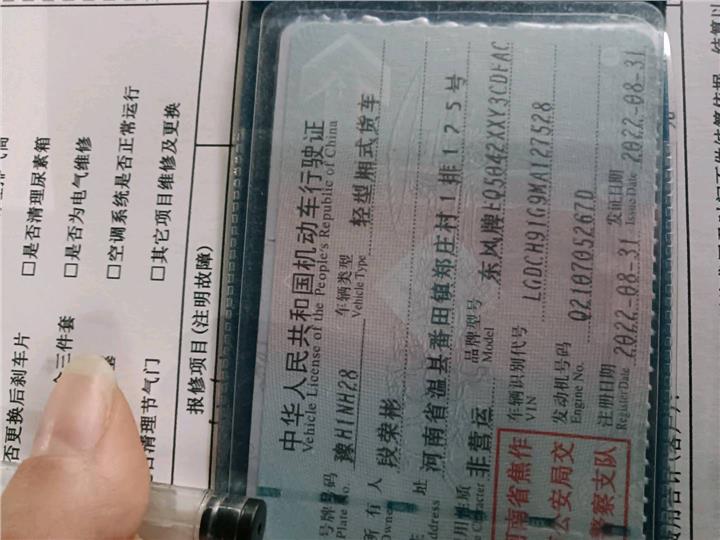 是否清理尿素箱
否更换后刹车片
是否为电气维修
三件套
空调系统是否正常运行
其它项目维修及更换
清理节气门
报修项目(注明故障)
中华人民共和国机动车行驶证
Vehicle License of the People's Republic of China
号牌号码 豫H1NH28 车辆类型 轻型厢式货车
Plate No. Vehicle Type
所有人 段荣彬
Owner
址 河南省温县番田镇郑庄村1排125号
address
用性质 非营运 品牌型号 东风牌EQ5042XXY3CDFAC
Character Model
车辆识别代号 LGDCH91G9MA127528
VIN
发动机号码 Q210705267D
Engine No.
注册日期 2022-08-31 发证日期 2022-08-31
Register Date Issue Date
河南省焦作
公安局交
警察支队
元